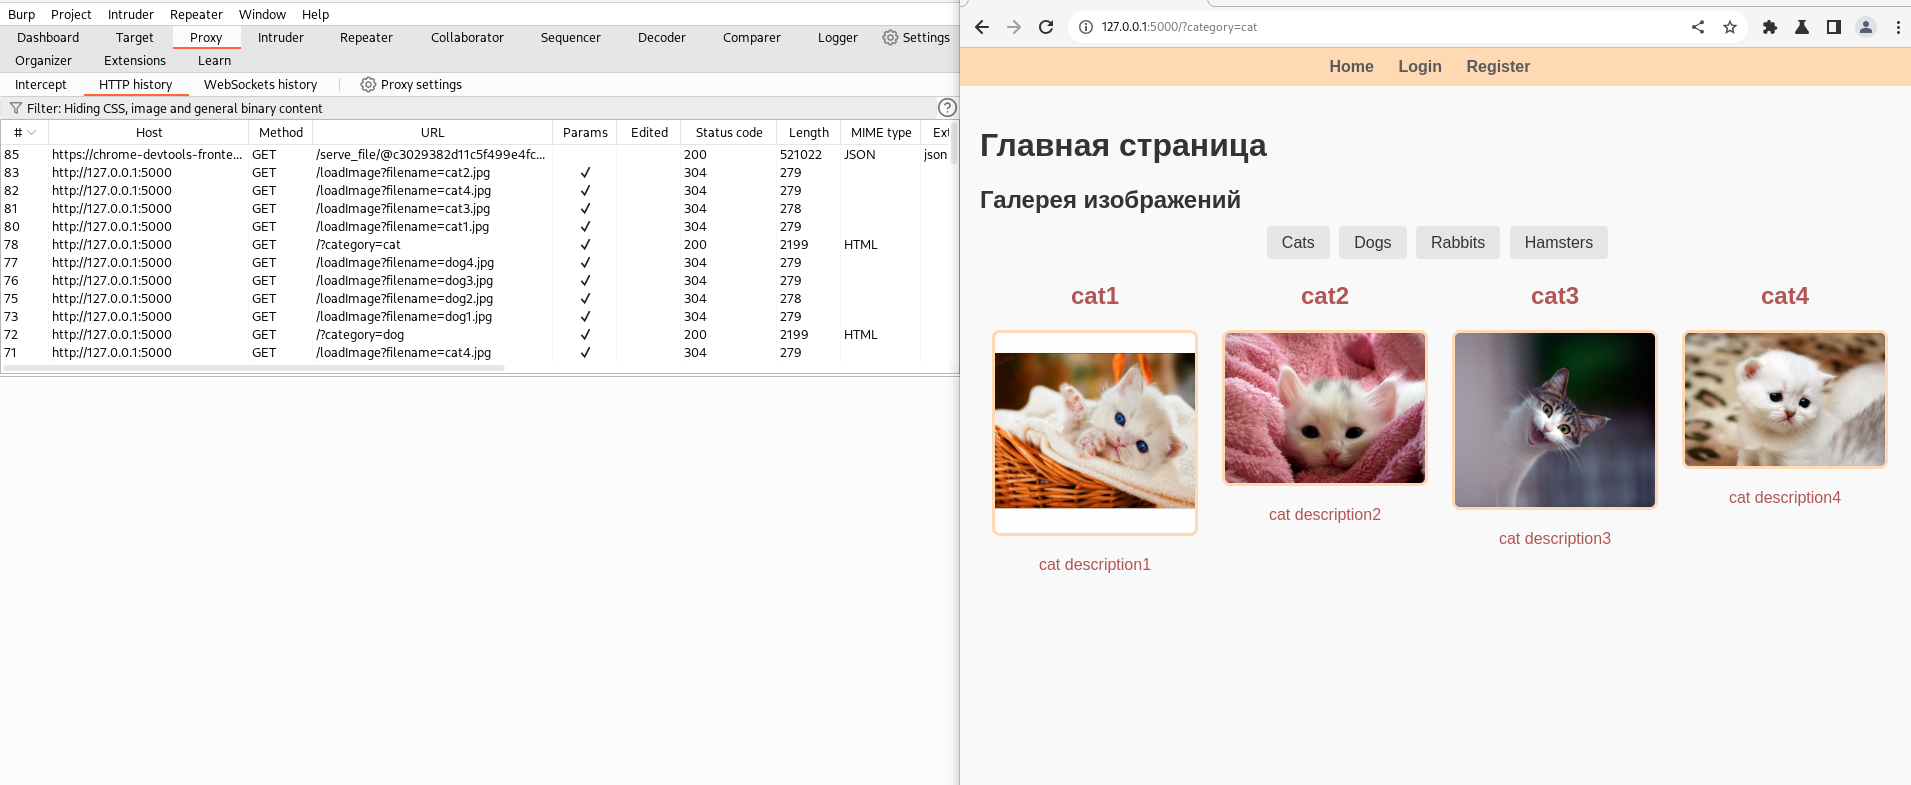 Burp Project Intruder Repeater Window Help
Dashboard Target Proxy Intruder Repeater Collaborator Sequencer Decoder Comparer Logger Settings
Organizer Extensions Learn
Intercept HTTP history WebSockets history Proxy settings
Filter: Hiding CSS, image and general binary content ?
# Host Method URL Params Edited Status code Length MIME type Ext
85 https://chrome-devtools-fronte... GET /serve_file/@c3029382d11c5f499e4fc... 200 521022 JSON json
83 http://127.0.0.1:5000 GET /loadImage?filename=cat2.jpg ✓ 304 279
82 http://127.0.0.1:5000 GET /loadImage?filename=cat4.jpg ✓ 304 279
81 http://127.0.0.1:5000 GET /loadImage?filename=cat3.jpg ✓ 304 278
80 http://127.0.0.1:5000 GET /loadImage?filename=cat1.jpg ✓ 304 279
78 http://127.0.0.1:5000 GET /?category=cat ✓ 200 2199 HTML
77 http://127.0.0.1:5000 GET /loadImage?filename=dog4.jpg ✓ 304 279
76 http://127.0.0.1:5000 GET /loadImage?filename=dog3.jpg ✓ 304 279
75 http://127.0.0.1:5000 GET /loadImage?filename=dog2.jpg ✓ 304 278
73 http://127.0.0.1:5000 GET /loadImage?filename=dog1.jpg ✓ 304 279
72 http://127.0.0.1:5000 GET /?category=dog ✓ 200 2199 HTML
71 http://127.0.0.1:5000 GET /loadImage?filename=cat4.jpg ✓ 304 279
127.0.0.1:5000/?category=cat
Home Login Register
Главная страница
Галерея изображений
Cats Dogs Rabbits Hamsters
cat1 cat2 cat3 cat4
cat description4
cat description2
cat description3
cat description1